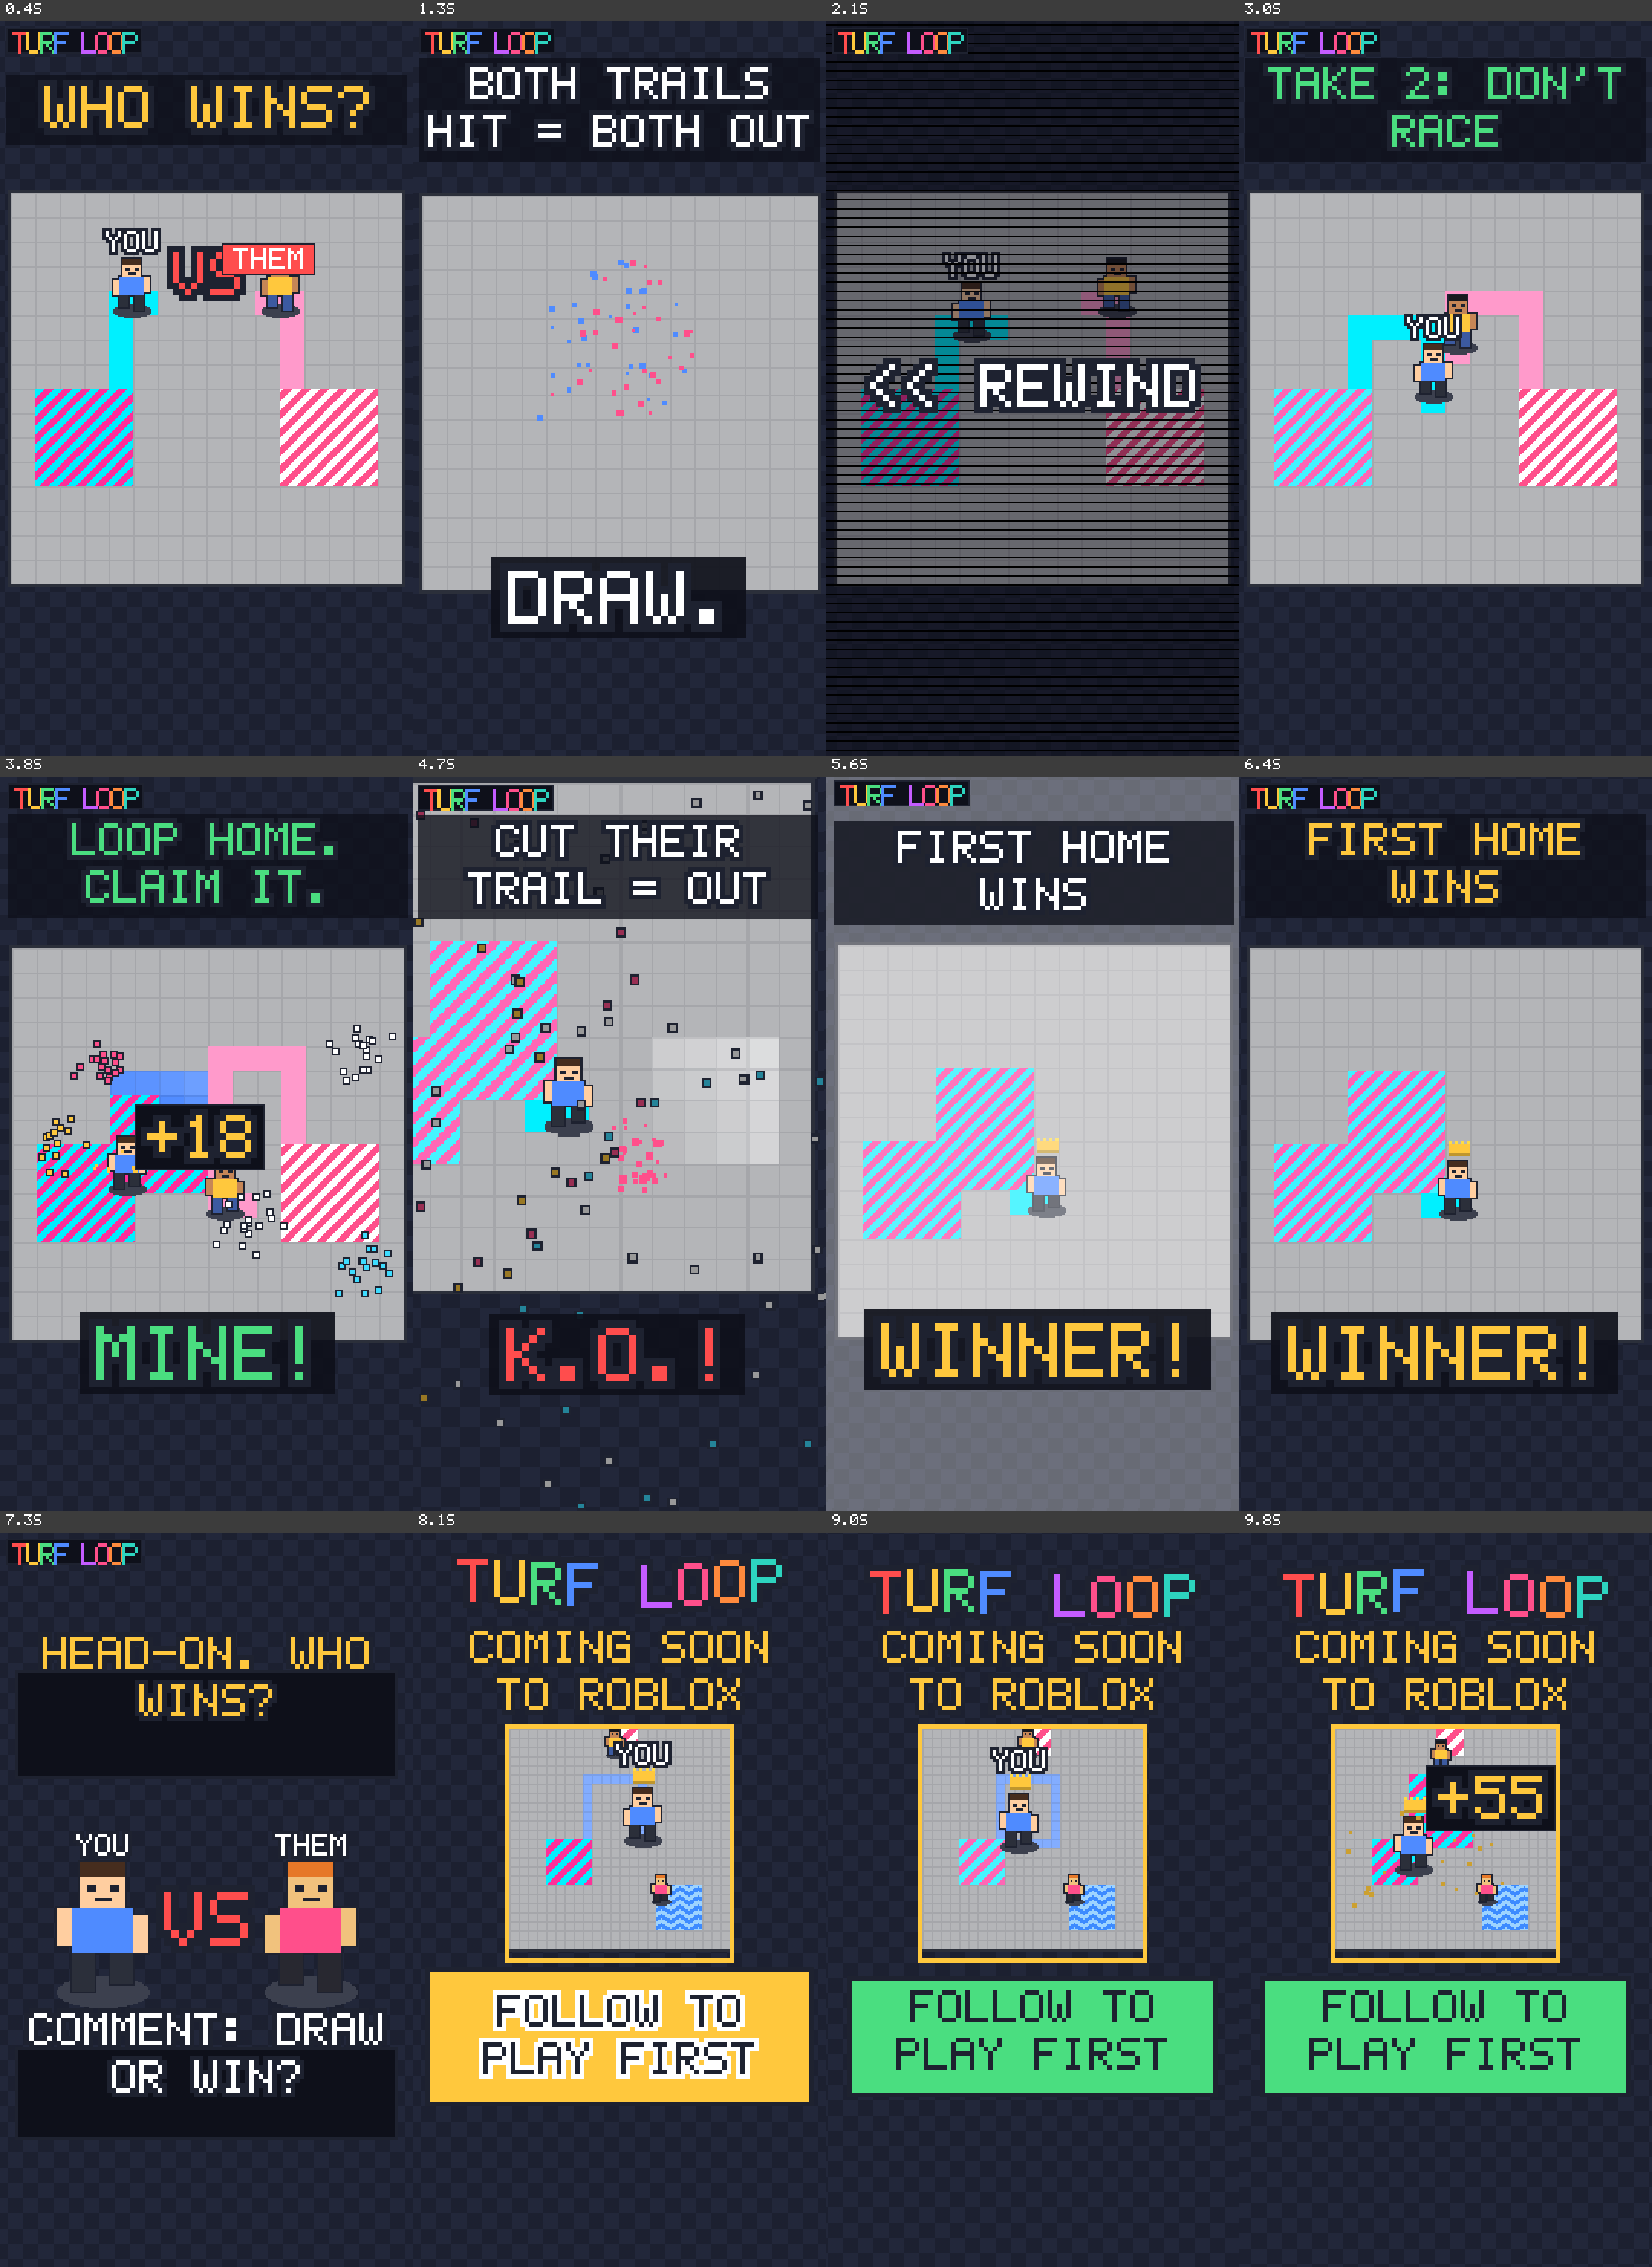 0.4S
TURF LOOP
WHO WINS?
YOU
VS
THEM
1.3S
TURF LOOP
BOTH TRAILS
HIT = BOTH OUT
DRAW.
2.1S
TURF LOOP
YOU
<< REWIND
3.0S
TURF LOOP
TAKE 2: DON'T
RACE
YOU
3.8S
TURF LOOP
LOOP HOME.
CLAIM IT.
+18
MINE!
4.7S
TURF LOOP
CUT THEIR
TRAIL = OUT
K.O.!
5.6S
TURF LOOP
FIRST HOME
WINS
WINNER!
6.4S
TURF LOOP
FIRST HOME
WINS
WINNER!
7.3S
TURF LOOP
HEAD-ON. WHO
WINS?
YOU
THEM
VS
COMMENT: DRAW
OR WIN?
8.1S
TURF LOOP
COMING SOON
TO ROBLOX
YOU
FOLLOW TO
PLAY FIRST
9.0S
TURF LOOP
COMING SOON
TO ROBLOX
YOU
FOLLOW TO
PLAY FIRST
9.8S
TURF LOOP
COMING SOON
TO ROBLOX
+55
FOLLOW TO
PLAY FIRST